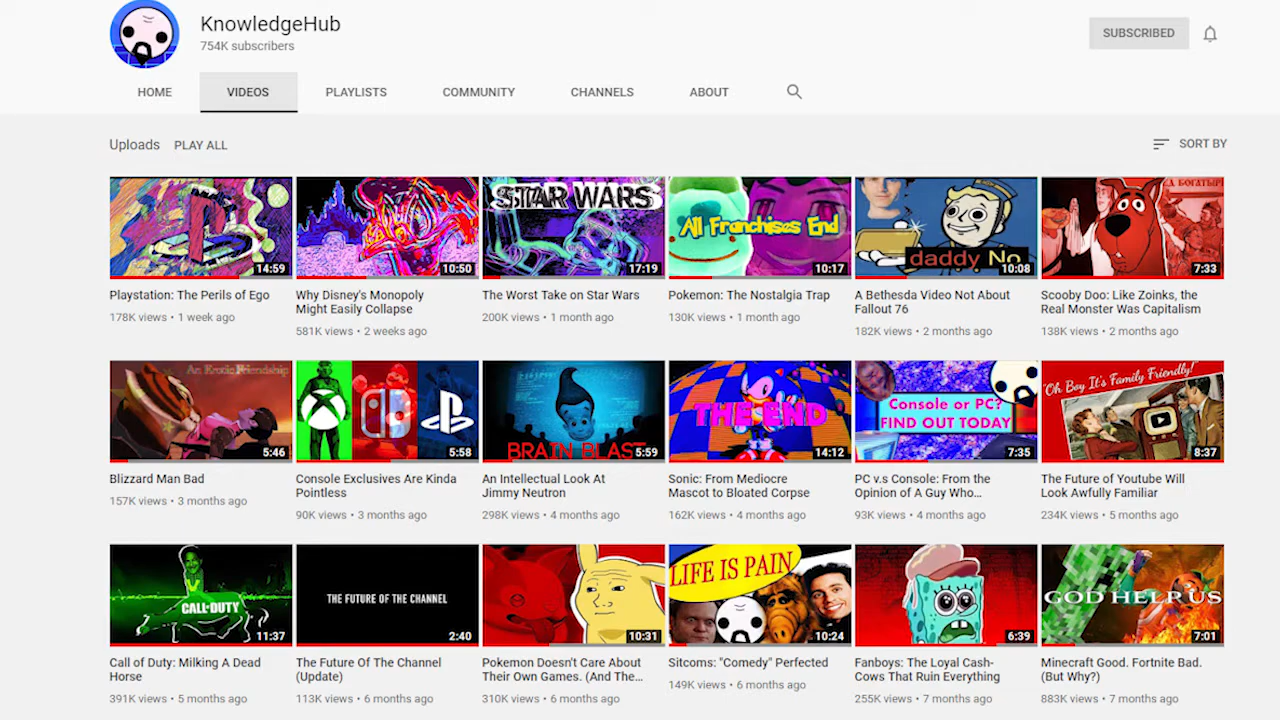 KnowledgeHub
754K subscribers
SUBSCRIBED
HOME VIDEOS PLAYLISTS COMMUNITY CHANNELS ABOUT
Uploads PLAY ALL SORT BY
STAR WARS
All Franchises End
daddy No
14:59 10:50 17:19 10:17 10:08 7:33
Playstation: The Perils of Ego
178K views • 1 week ago
Why Disney's Monopoly
Might Easily Collapse
581K views • 2 weeks ago
The Worst Take on Star Wars
200K views • 1 month ago
Pokemon: The Nostalgia Trap
130K views • 1 month ago
A Bethesda Video Not About
Fallout 76
182K views • 2 months ago
Scooby Doo: Like Zoinks, the
Real Monster Was Capitalism
138K views • 2 months ago
An Erotic Friendship
BRAIN BLAS
THE END
Console or PC?
FIND OUT TODAY
"Oh Boy It's Family Friendly!"
5:46 5:58 5:59 14:12 7:35 8:37
Blizzard Man Bad
157K views • 3 months ago
Console Exclusives Are Kinda
Pointless
90K views • 3 months ago
An Intellectual Look At
Jimmy Neutron
298K views • 4 months ago
Sonic: From Mediocre
Mascot to Bloated Corpse
162K views • 4 months ago
PC v.s Console: From the
Opinion of A Guy Who...
93K views • 4 months ago
The Future of Youtube Will
Look Awfully Familiar
234K views • 5 months ago
CALL OF DUTY
THE FUTURE OF THE CHANNEL
LIFE IS PAIN
GOD HELP US
11:37 2:40 10:31 10:24 6:39 7:01
Call of Duty: Milking A Dead
Horse
391K views • 5 months ago
The Future Of The Channel
(Update)
113K views • 6 months ago
Pokemon Doesn't Care About
Their Own Games. (And The...
310K views • 6 months ago
Sitcoms: "Comedy" Perfected
149K views • 6 months ago
Fanboys: The Loyal Cash-
Cows That Ruin Everything
255K views • 7 months ago
Minecraft Good. Fortnite Bad.
(But Why?)
883K views • 7 months ago